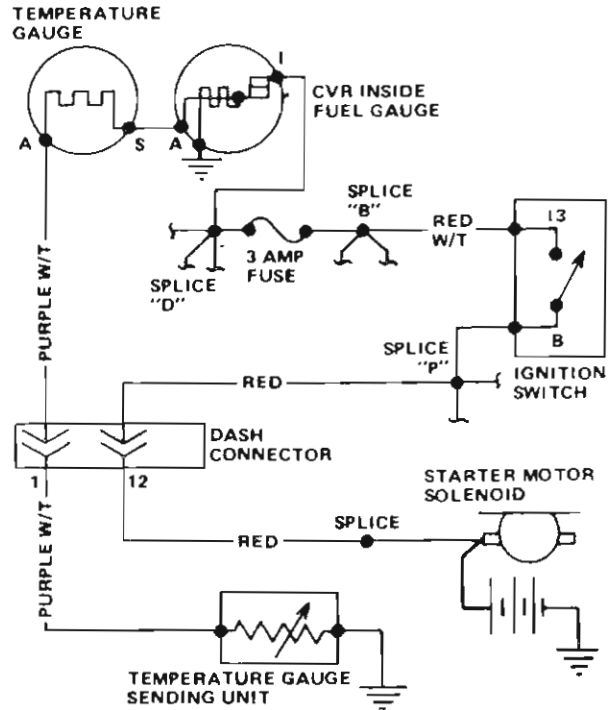 TEMPERATURE
GAUGE
I
CVR INSIDE
FUEL GAUGE
A
S
A
SPLICE
"B"
RED
W/T
13
3 AMP
FUSE
SPLICE
"D"
PURPLE W/T
B
SPLICE
"P"
IGNITION
SWITCH
RED
DASH
CONNECTOR
1
12
STARTER MOTOR
SOLENOID
SPLICE
RED
PURPLE W/T
TEMPERATURE GAUGE
SENDING UNIT